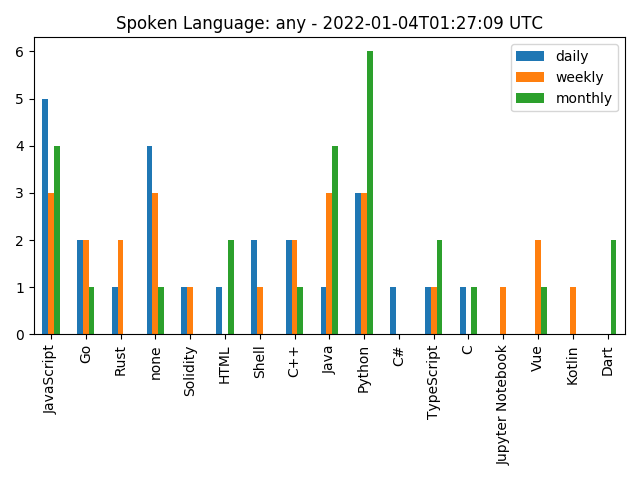 Spoken Language: any - 2022-01-04T01:27:09 UTC
daily
weekly
monthly
6
5
4
3
2
1
0
JavaScript
Go
Rust
none
Solidity
HTML
Shell
C++
Java
Python
C#
TypeScript
C
Jupyter Notebook
Vue
Kotlin
Dart